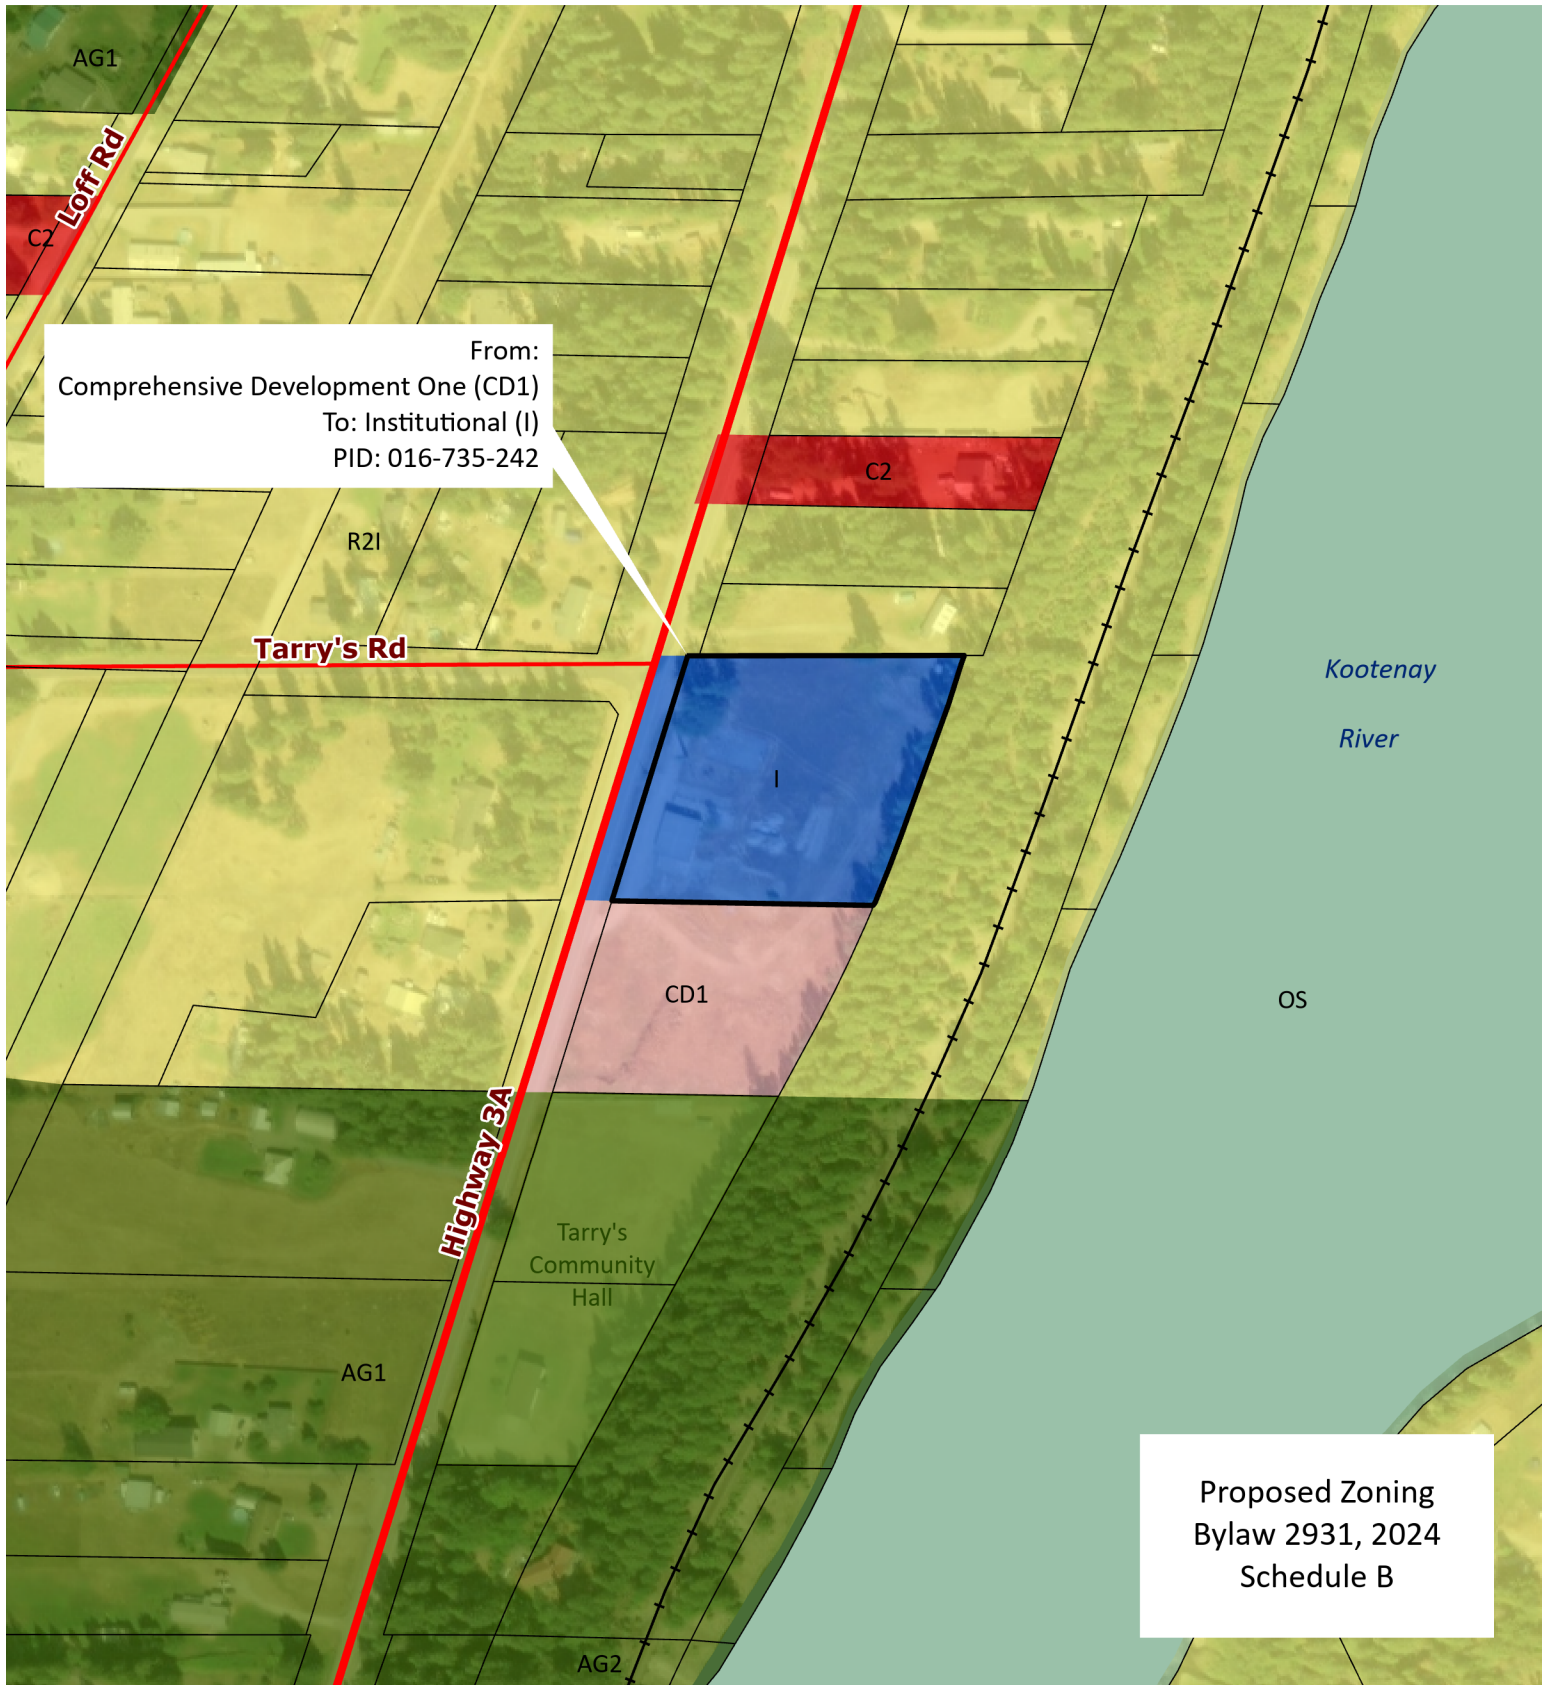 AG1
Loff Rd
C2
From:
Comprehensive Development One (CD1)
To: Institutional (I)
PID: 016-735-242
C2
R2I
Tarry's Rd
Kootenay
River
I
CD1
OS
Highway 3A
Tarry's
Community
Hall
AG1
Proposed Zoning
Bylaw 2931, 2024
Schedule B
AG2